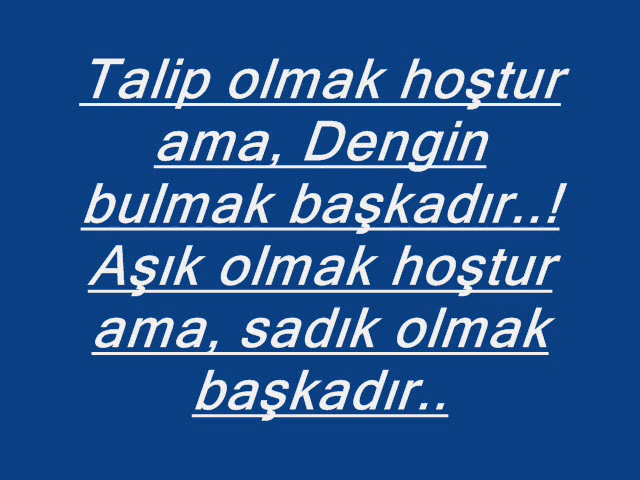 Talip olmak hoştur
ama, Dengin
bulmak başkadır..!
Aşık olmak hoştur
ama, sadık olmak
başkadır..